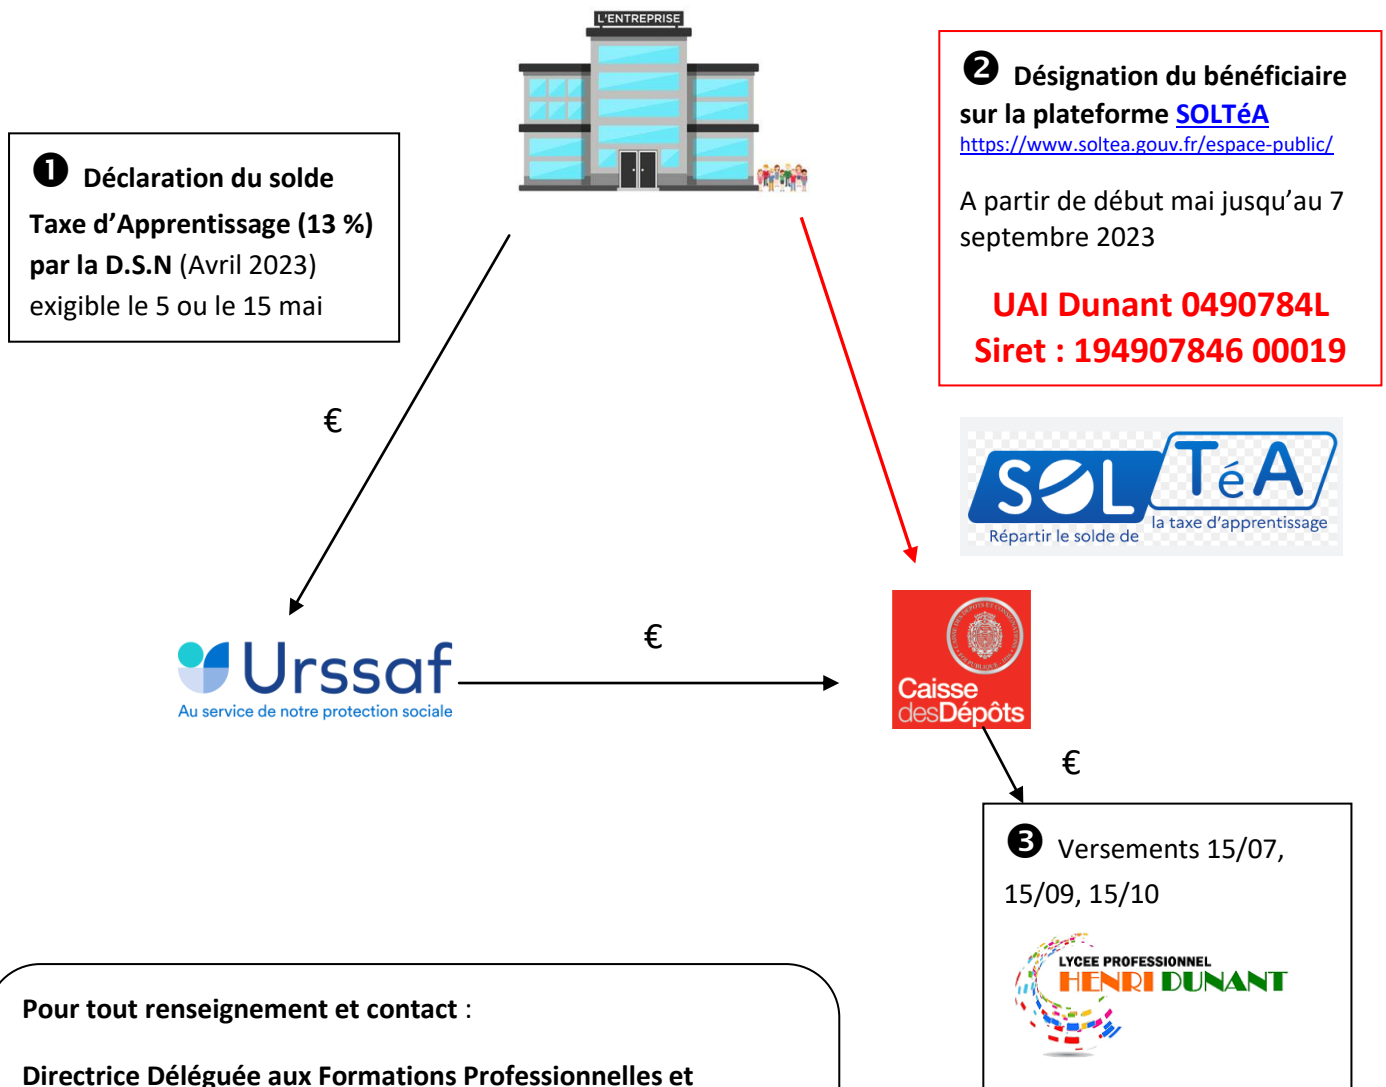 L'ENTREPRISE
❶ Déclaration du solde
Taxe d'Apprentissage (13 %)
par la D.S.N (Avril 2023)
exigible le 5 ou le 15 mai
❷ Désignation du bénéficiaire
sur la plateforme SOLTéA
https://www.soltea.gouv.fr/espace-public/
A partir de début mai jusqu'au 7
septembre 2023
UAI Dunant 0490784L
Siret : 194907846 00019
€
SOLTéA
Répartir le solde de la taxe d'apprentissage
Urssaf
Au service de notre protection sociale
€
Caisse
desDépôts
€
❸ Versements 15/07,
15/09, 15/10
LYCEE PROFESSIONNEL
HENRI DUNANT
Pour tout renseignement et contact :
Directrice Déléguée aux Formations Professionnelles et